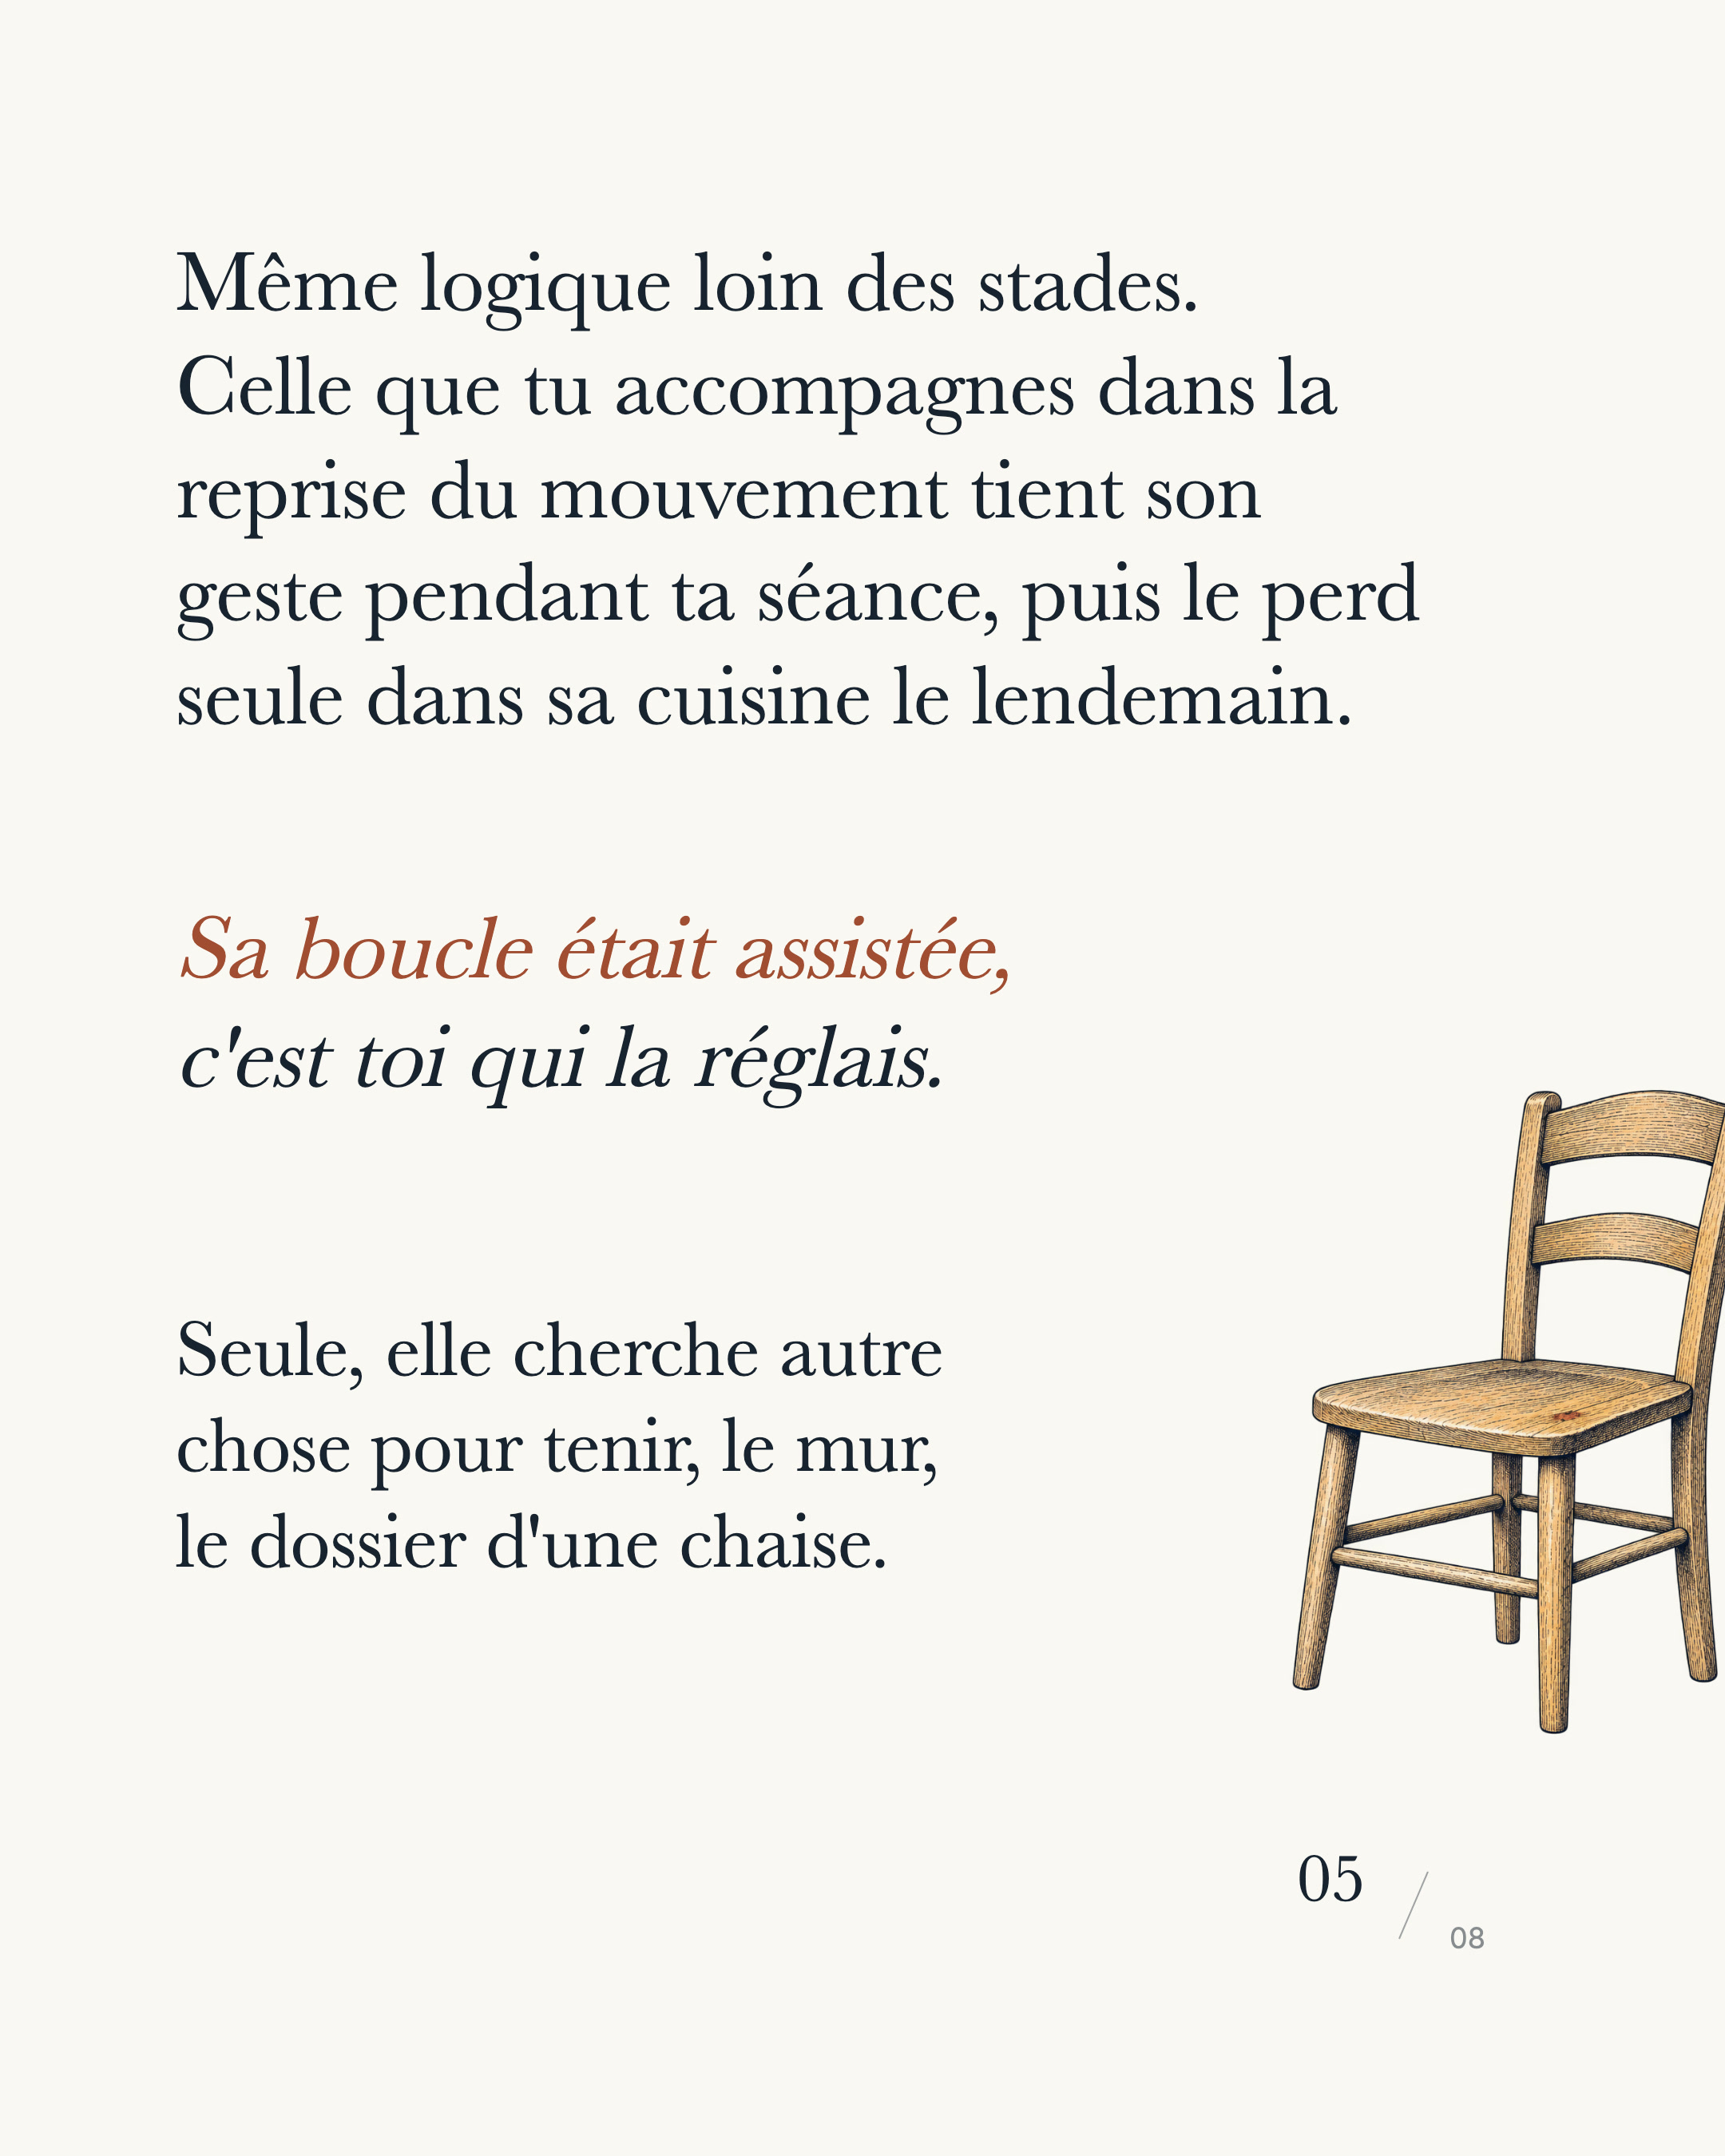 Même logique loin des stades.
Celle que tu accompagnes dans la
reprise du mouvement tient son
geste pendant ta séance, puis le perd
seule dans sa cuisine le lendemain.
Sa boucle était assistée,
c'est toi qui la réglais.
Seule, elle cherche autre
chose pour tenir, le mur,
le dossier d'une chaise.
05
08